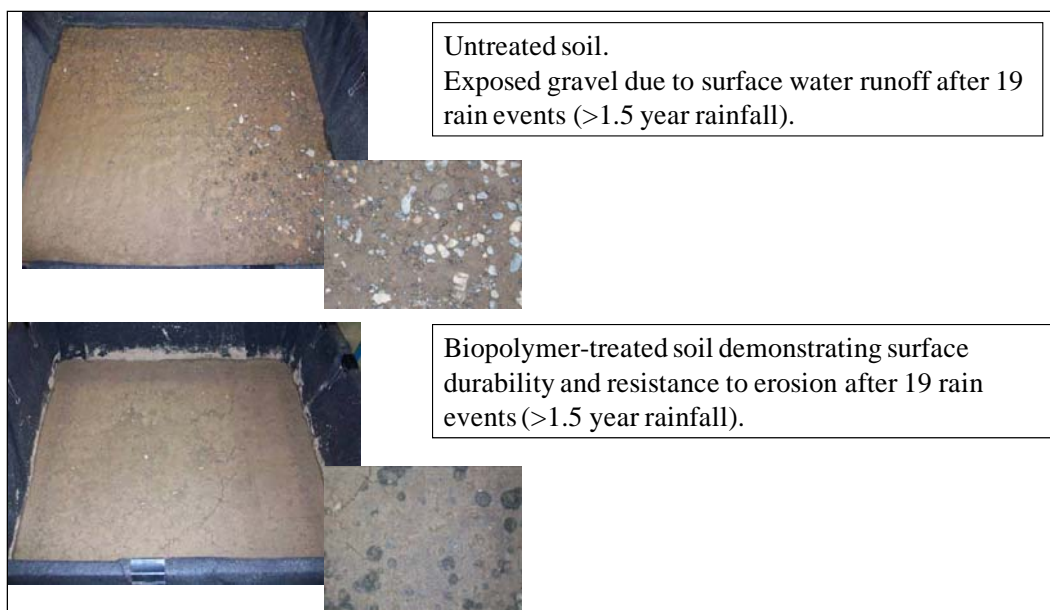 Untreated soil.
Exposed gravel due to surface water runoff after 19
rain events (>1.5 year rainfall).
Biopolymer-treated soil demonstrating surface
durability and resistance to erosion after 19 rain
events (>1.5 year rainfall).